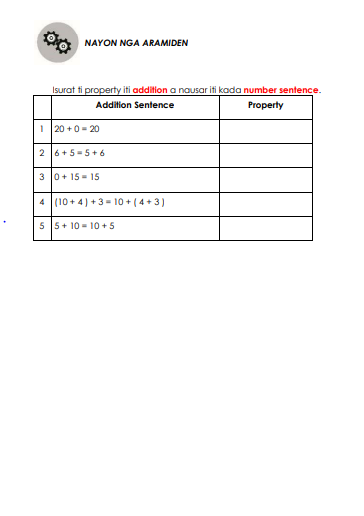 NAYON NGA ARAMIDEN
Isurat ti property iti addition a nausar iti kada number sentence.
Addition Sentence Property
1 20 + 0 = 20
2 6 + 5 = 5 + 6
3 0 + 15 = 15
4 (10 + 4 ) + 3 = 10 + ( 4 + 3 )
5 5 + 10 = 10 + 5